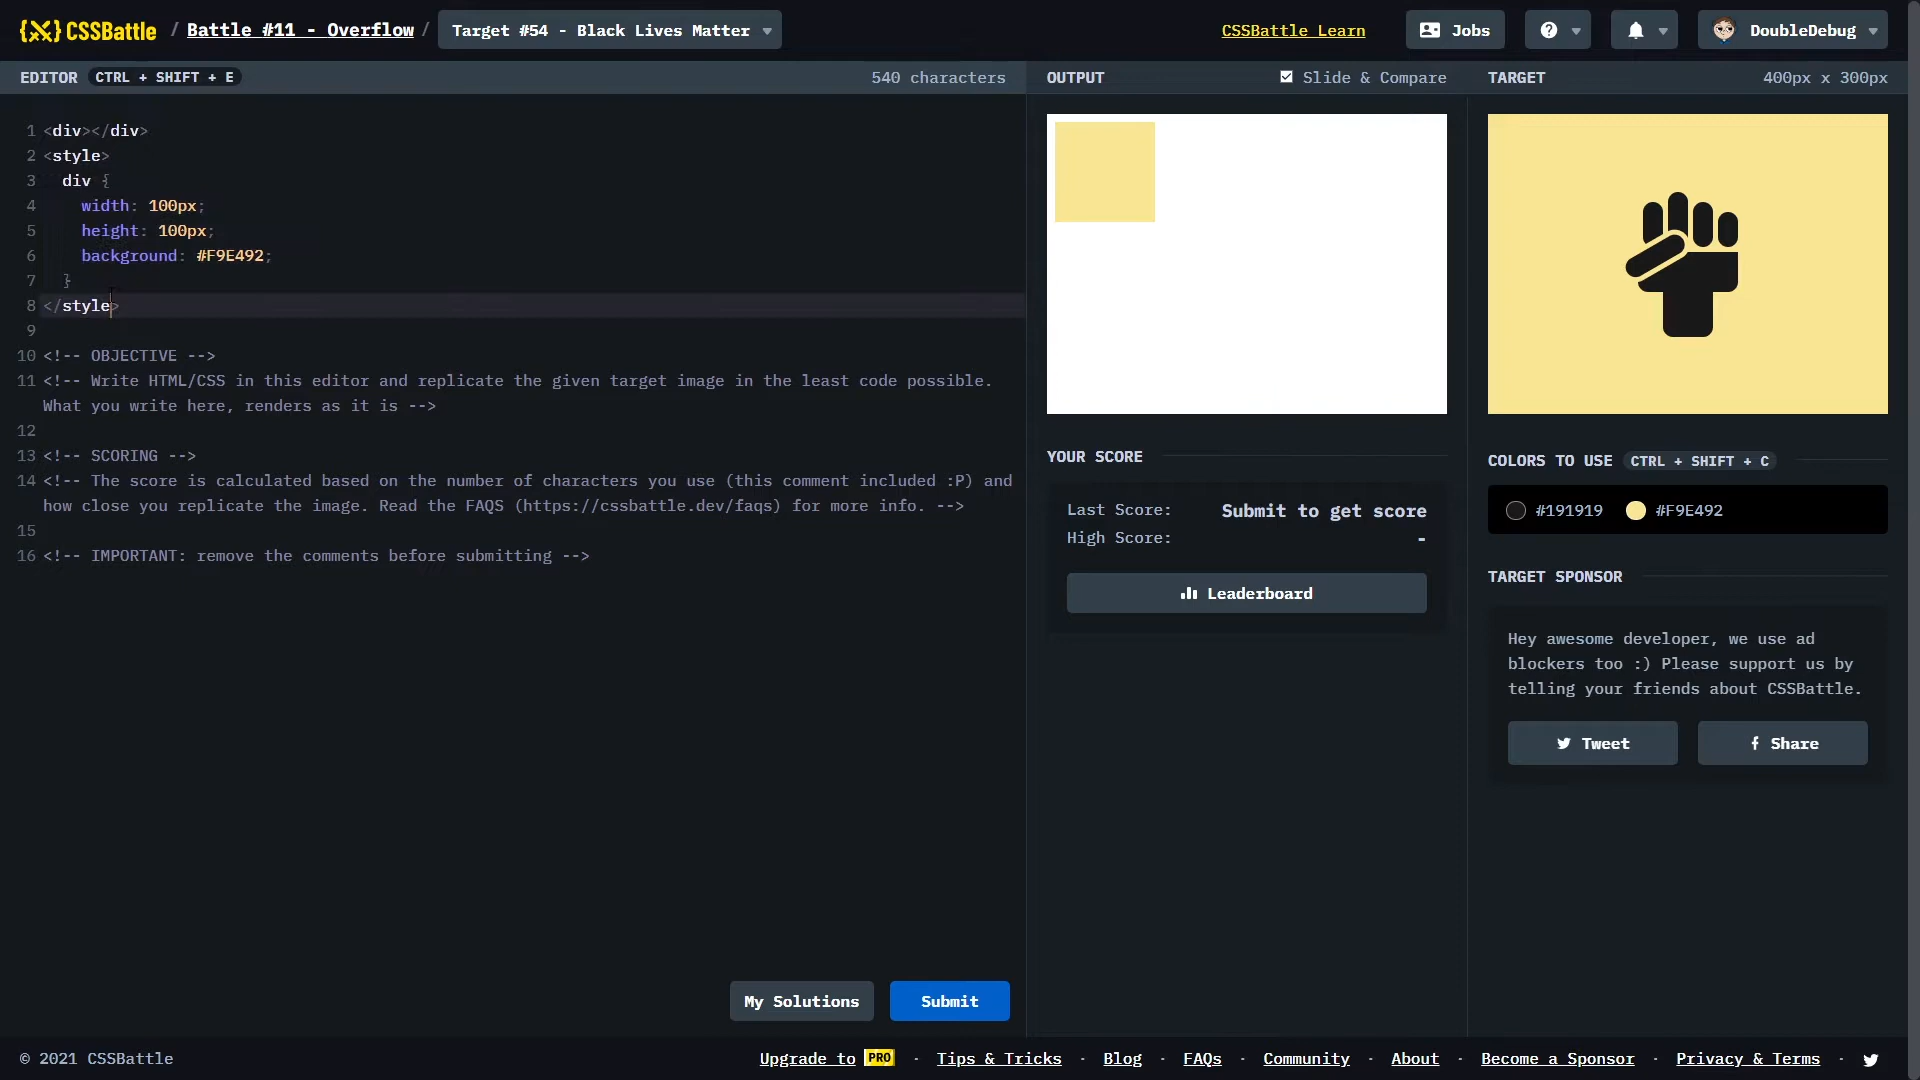 {X} CSSBattle / Battle #11 - Overflow / Target #54 - Black Lives Matter
CSSBattle Learn
Jobs
DoubleDebug
EDITOR CTRL + SHIFT + E
540 characters
OUTPUT
Slide & Compare
TARGET
400px x 300px
1 <div></div>
2 <style>
3 div {
4 width: 100px;
5 height: 100px;
6 background: #F9E492;
7 }
8 </style>
9
10 <!-- OBJECTIVE -->
11 <!-- Write HTML/CSS in this editor and replicate the given target image in the least code possible.
What you write here, renders as it is -->
12
13 <!-- SCORING -->
14 <!-- The score is calculated based on the number of characters you use (this comment included :P) and
how close you replicate the image. Read the FAQS (https://cssbattle.dev/faqs) for more info. -->
15
16 <!-- IMPORTANT: remove the comments before submitting -->
My Solutions
Submit
YOUR SCORE
Last Score: Submit to get score
High Score: -
Leaderboard
COLORS TO USE CTRL + SHIFT + C
#191919 #F9E492
TARGET SPONSOR
Hey awesome developer, we use ad
blockers too :) Please support us by
telling your friends about CSSBattle.
Tweet
Share
© 2021 CSSBattle
Upgrade to PRO · Tips & Tricks · Blog · FAQs · Community · About · Become a Sponsor · Privacy & Terms ·